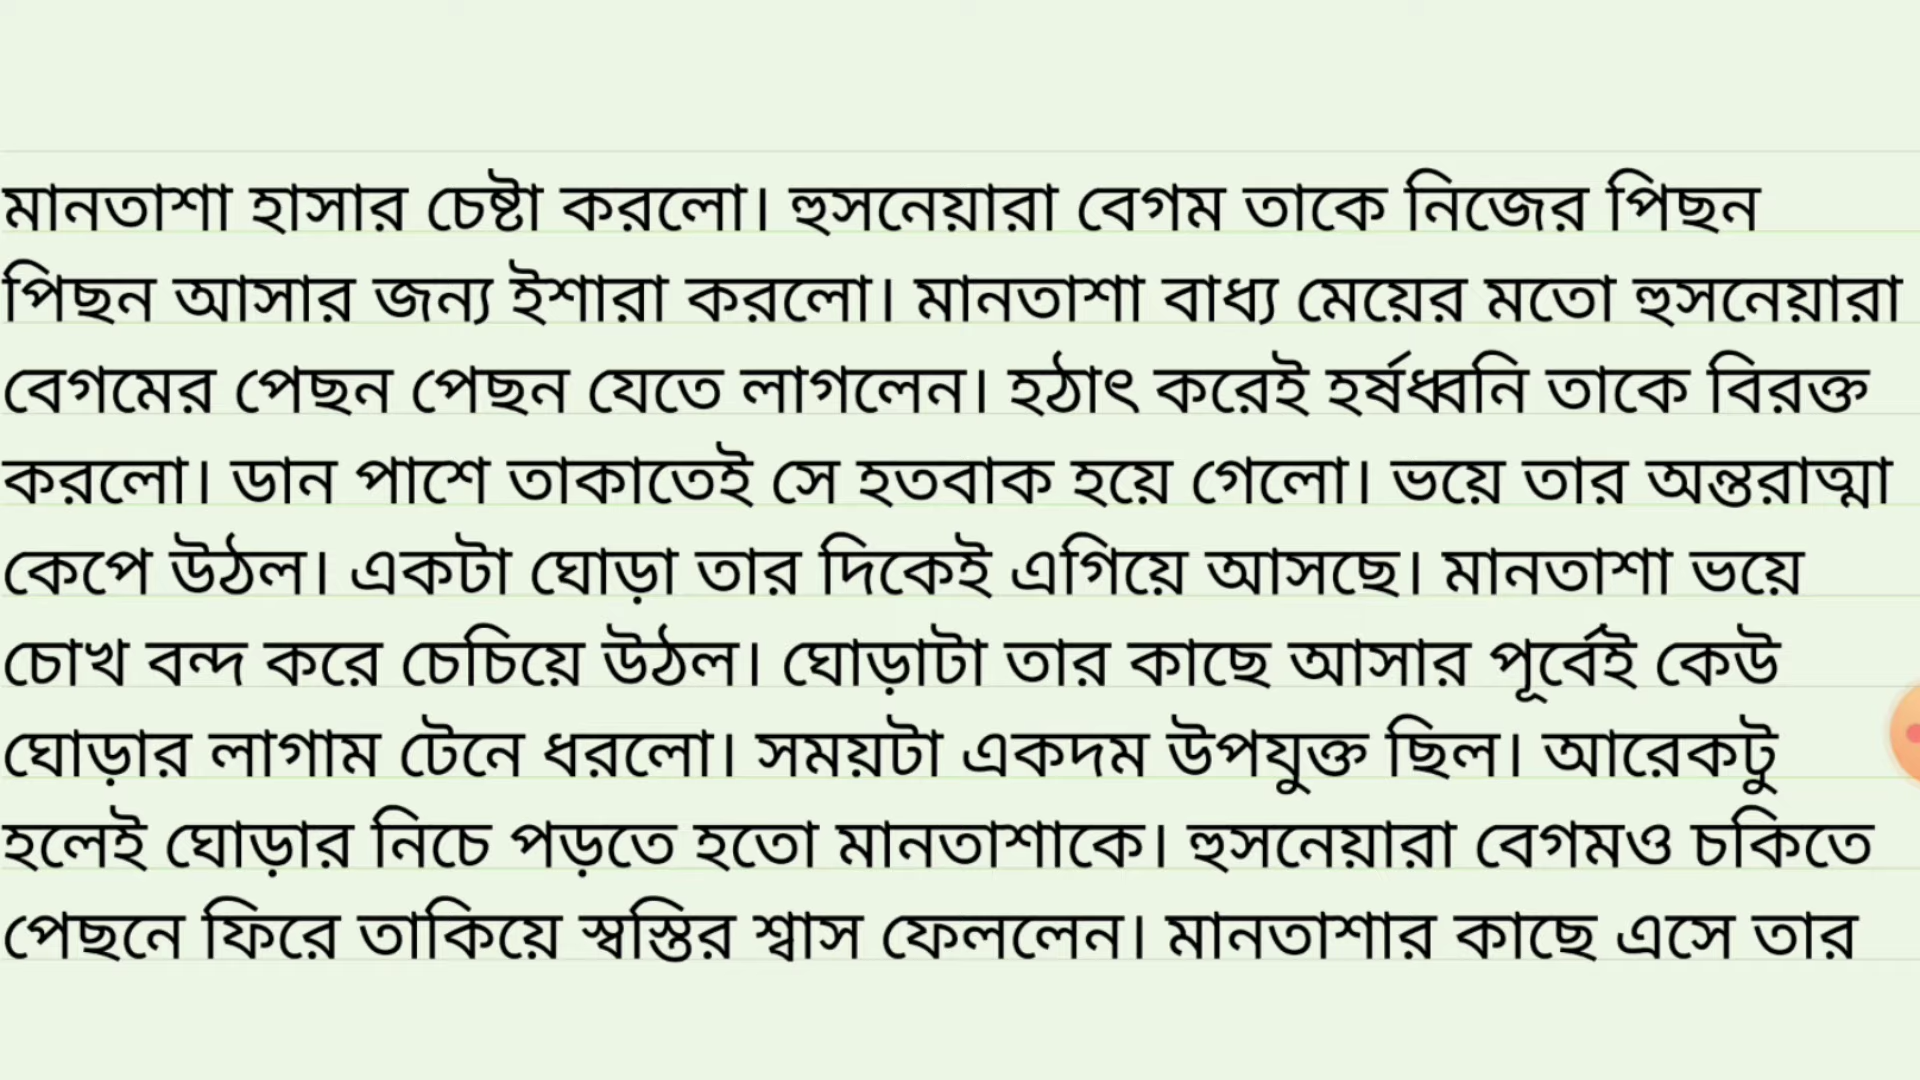 মানতাশা হাসার চেষ্টা করলো। হুসনেয়ারা বেগম তাকে নিজের পিছন
পিছন আসার জন্য ইশারা করলো। মানতাশা বাধ্য মেয়ের মতো হুসনেয়ারা
বেগমের পেছন পেছন যেতে লাগলেন। হঠাৎ করেই হর্ষধ্বনি তাকে বিরক্ত
করলো। ডান পাশে তাকাতেই সে হতবাক হয়ে গেলো। ভয়ে তার অন্তরাত্মা
কেপে উঠল। একটা ঘোড়া তার দিকেই এগিয়ে আসছে। মানতাশা ভয়ে
চোখ বন্দ করে চেচিয়ে উঠল। ঘোড়াটা তার কাছে আসার পূর্বেই কেউ
ঘোড়ার লাগাম টেনে ধরলো। সময়টা একদম উপযুক্ত ছিল। আরেকটু
হলেই ঘোড়ার নিচে পড়তে হতো মানতাশাকে। হুসনেয়ারা বেগমও চকিতে
পেছনে ফিরে তাকিয়ে স্বস্তির শ্বাস ফেললেন। মানতাশার কাছে এসে তার